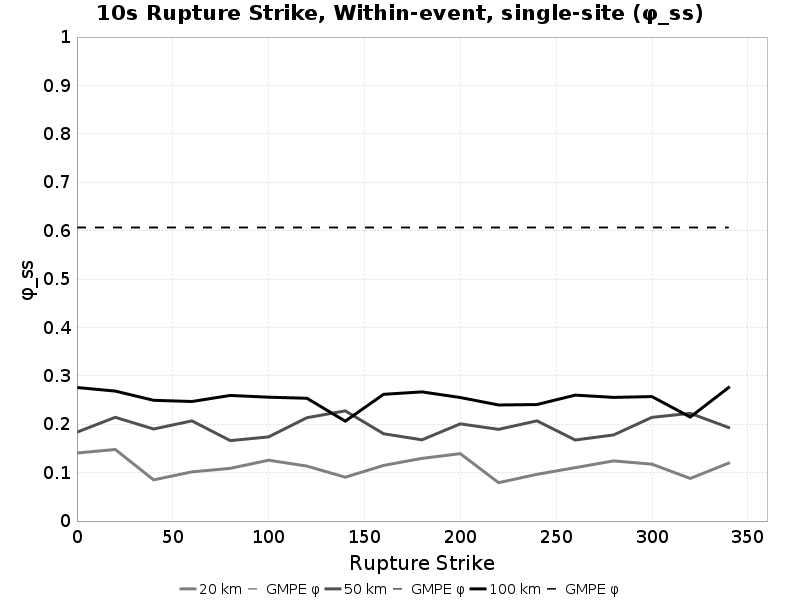 10s Rupture Strike, Within-event, single-site (φ_ss)
1
0.9
0.8
0.7
0.6
0.5
0.4
0.3
0.2
0.1
0
φ_ss
0 50 100 150 200 250 300 350
Rupture Strike
20 km GMPE φ 50 km GMPE φ 100 km GMPE φ